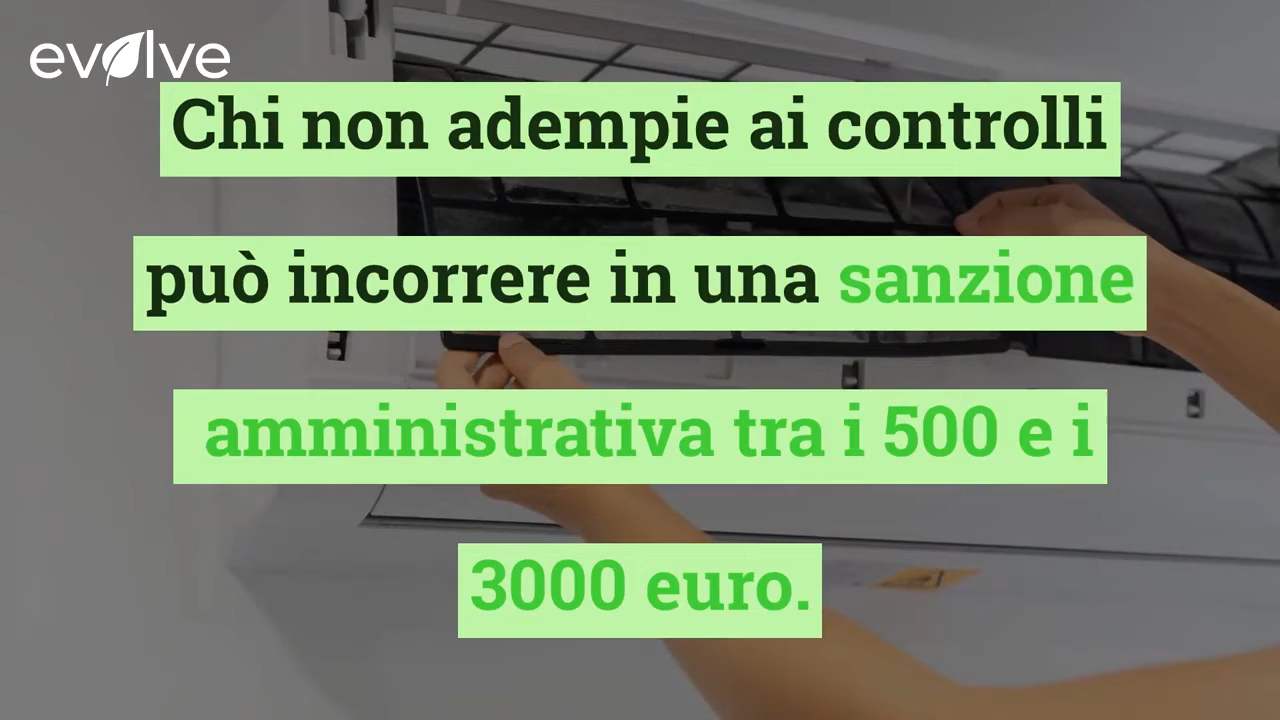 evolve
Chi non adempie ai controlli
può incorrere in una sanzione
amministrativa tra i 500 e i
3000 euro.